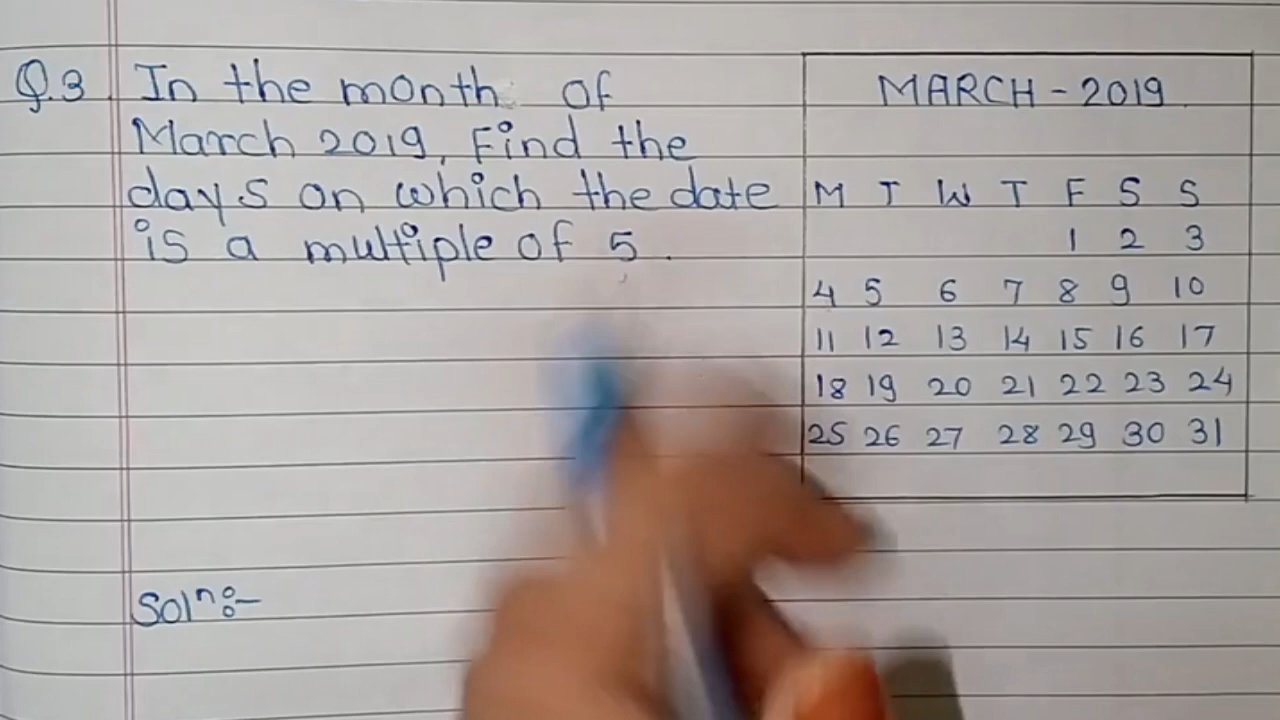 Q.3 In the month of
March 2019, Find the
days on which the date
is a multiple of 5.
MARCH - 2019
M T W T F S S
1 2 3
4 5 6 7 8 9 10
11 12 13 14 15 16 17
18 19 20 21 22 23 24
25 26 27 28 29 30 31
Solⁿ:-